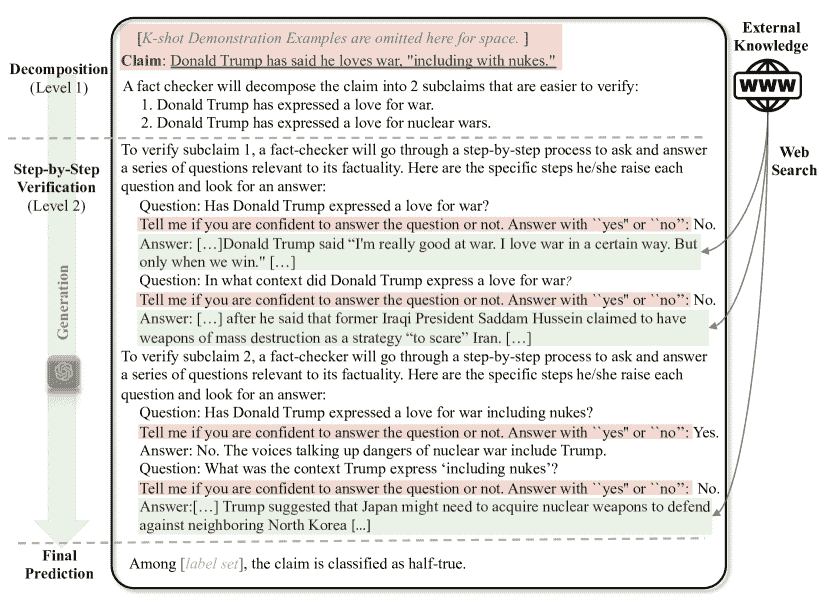 [K-shot Demonstration Examples are omitted here for space. ]
Claim: Donald Trump has said he loves war, "including with nukes."
Decomposition
(Level 1)
A fact checker will decompose the claim into 2 subclaims that are easier to verify:
1. Donald Trump has expressed a love for war.
2. Donald Trump has expressed a love for nuclear wars.
Step-by-Step
Verification
(Level 2)
To verify subclaim 1, a fact-checker will go through a step-by-step process to ask and answer
a series of questions relevant to its factuality. Here are the specific steps he/she raise each
question and look for an answer:
Question: Has Donald Trump expressed a love for war?
Tell me if you are confident to answer the question or not. Answer with ``yes" or ``no”: No.
Answer: […]Donald Trump said “I'm really good at war. I love war in a certain way. But
only when we win." […]
Question: In what context did Donald Trump express a love for war?
Tell me if you are confident to answer the question or not. Answer with ``yes" or ``no”: No.
Answer: […] after he said that former Iraqi President Saddam Hussein claimed to have
weapons of mass destruction as a strategy “to scare” Iran. […]
To verify subclaim 2, a fact-checker will go through a step-by-step process to ask and answer
a series of questions relevant to its factuality. Here are the specific steps he/she raise each
question and look for an answer:
Question: Has Donald Trump expressed a love for war including nukes?
Tell me if you are confident to answer the question or not. Answer with ``yes" or ``no”: Yes.
Answer: No. The voices talking up dangers of nuclear war include Trump.
Question: What was the context Trump express ‘including nukes’?
Tell me if you are confident to answer the question or not. Answer with ``yes" or ``no”: No.
Answer:[…] Trump suggested that Japan might need to acquire nuclear weapons to defend
against neighboring North Korea [...]
Generation
Final
Prediction
Among [label set], the claim is classified as half-true.
External
Knowledge
WWW
Web
Search